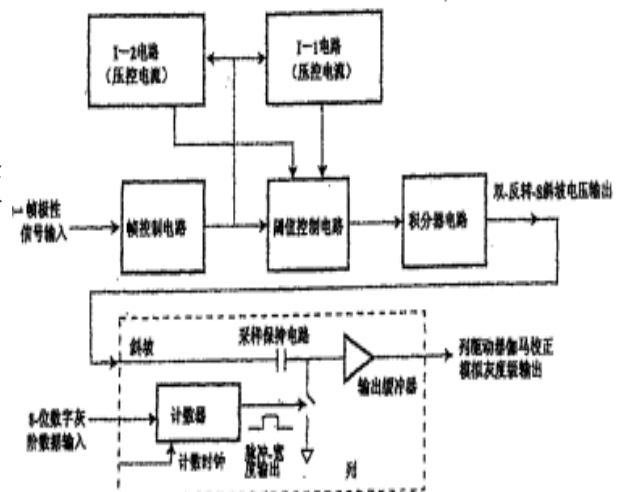 I-2电路
(压控电流)
I-1电路
(压控电流)
帧极性
信号输入
帧控制电路
阈值控制电路
积分器电路
双-反转-S斜坡电压输出
斜坡
采样保持电路
输出缓冲器
列驱动器伽马校正
模拟灰度级输出
8-位数字灰
阶数据输入
计数器
计数时钟
脉冲-宽
度输出
列